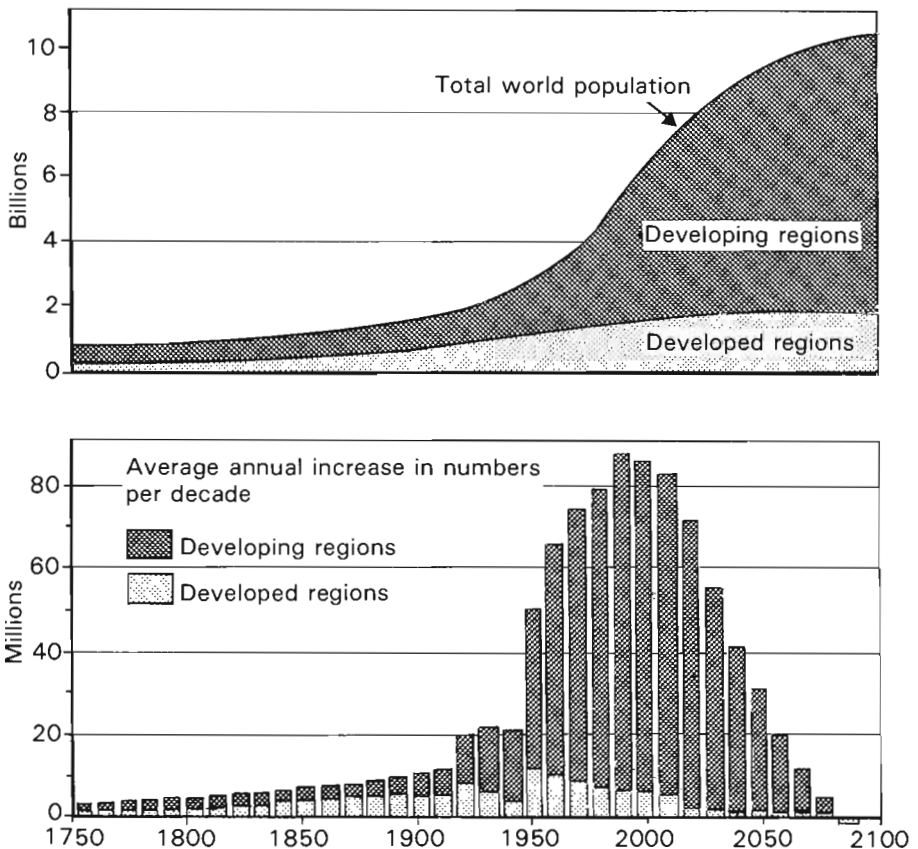 10
Total world population
8
6
Billions
Developing regions
4
2
Developed regions
0
Average annual increase in numbers
per decade
80
Developing regions
60
Developed regions
Millions
40
20
0
1750 1800 1850 1900 1950 2000 2050 2100